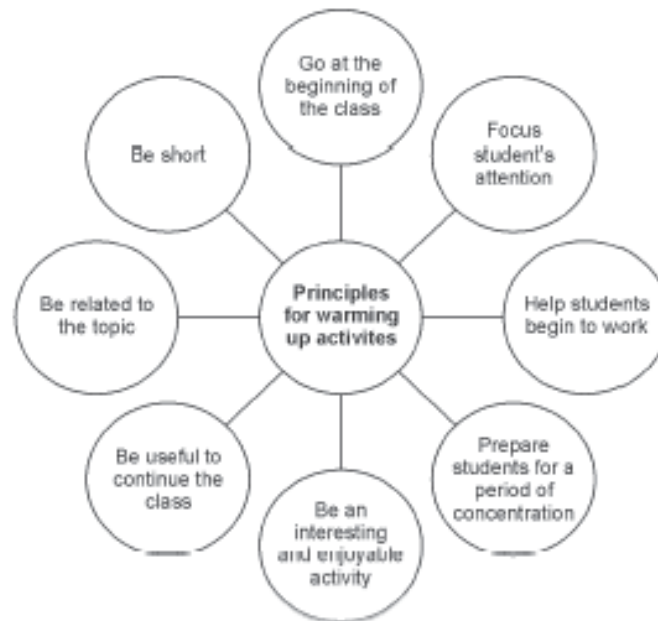 Go at the
beginning of
the class
Focus
student's
attention
Help students
begin to work
Prepare
students for a
period of
concentration
Be an
interesting
and enjoyable
activity
Be useful to
continue the
class
Be related to
the topic
Be short
Principles
for warming
up activites